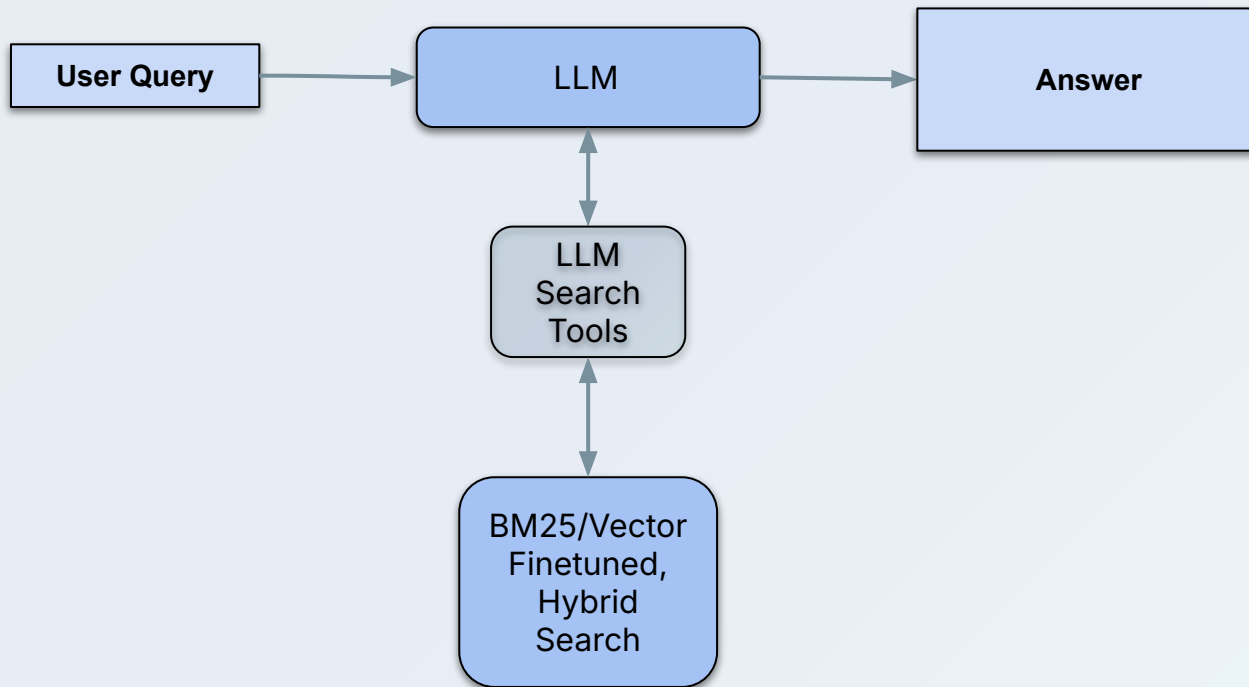 User Query
LLM
Answer
LLM
Search
Tools
BM25/Vector
Finetuned,
Hybrid
Search